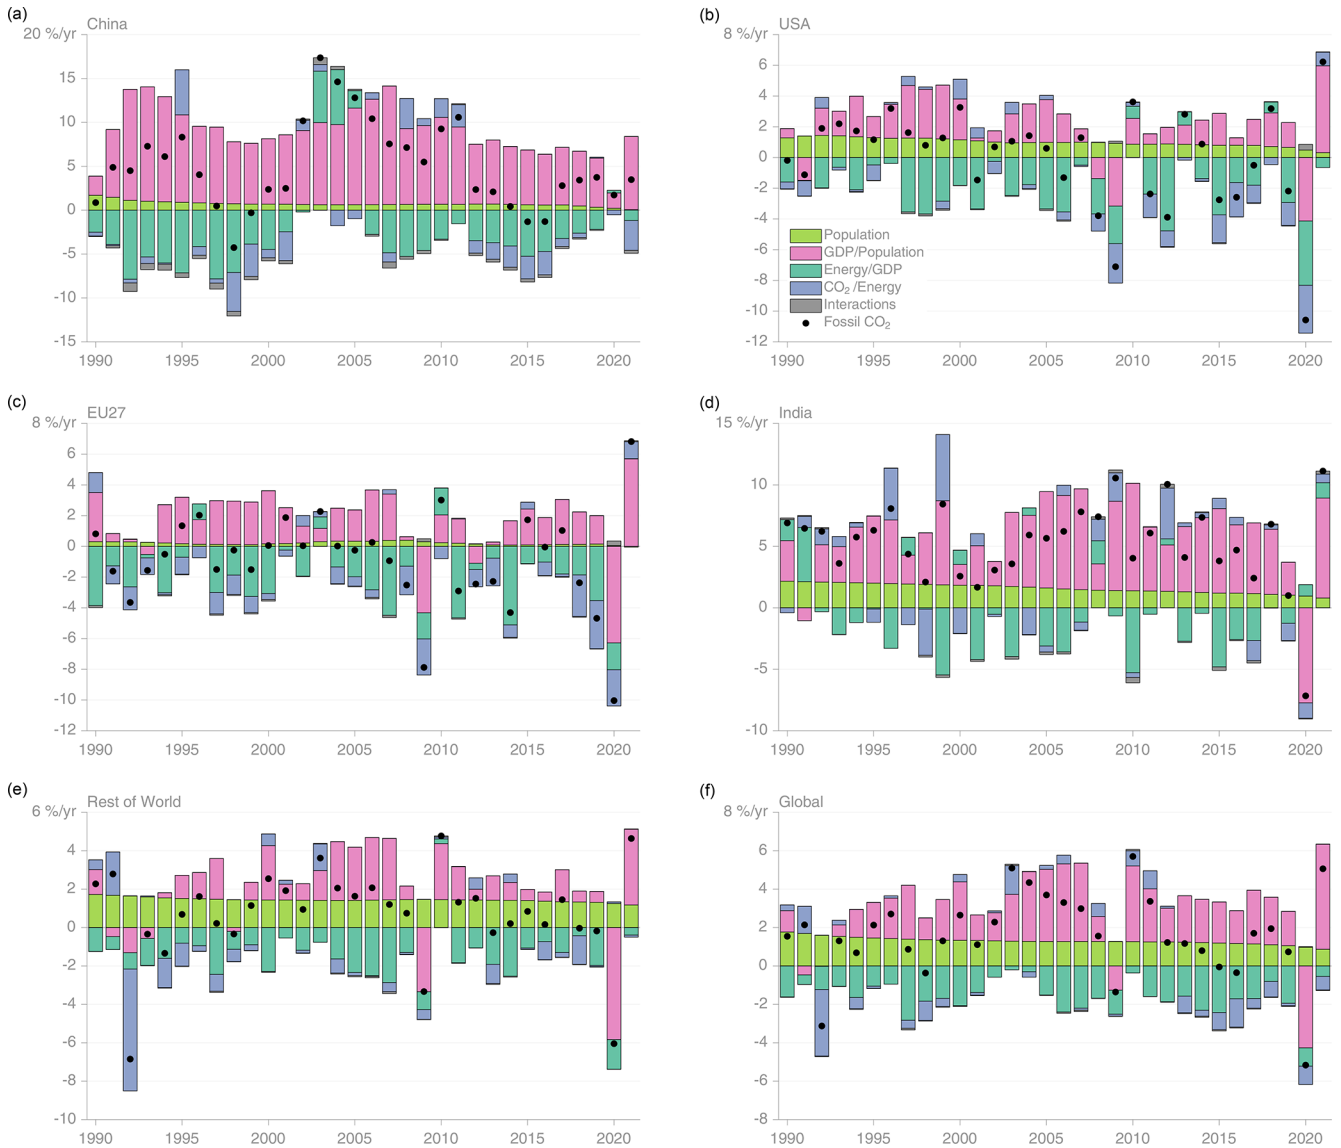 (a)
China
20 %/yr
15
10
5
0
-5
-10
-15
1990 1995 2000 2005 2010 2015 2020
(b)
USA
8 %/yr
6
4
2
0
-2
-4
-6
-8
-10
-12
Population
GDP/Population
Energy/GDP
CO₂/Energy
Interactions
Fossil CO₂
1990 1995 2000 2005 2010 2015 2020
(c)
EU27
8 %/yr
6
4
2
0
-2
-4
-6
-8
-10
-12
1990 1995 2000 2005 2010 2015 2020
(d)
India
15 %/yr
10
5
0
-5
-10
1990 1995 2000 2005 2010 2015 2020
(e)
Rest of World
6 %/yr
4
2
0
-2
-4
-6
-8
-10
1990 1995 2000 2005 2010 2015 2020
(f)
Global
8 %/yr
6
4
2
0
-2
-4
-6
-8
1990 1995 2000 2005 2010 2015 2020